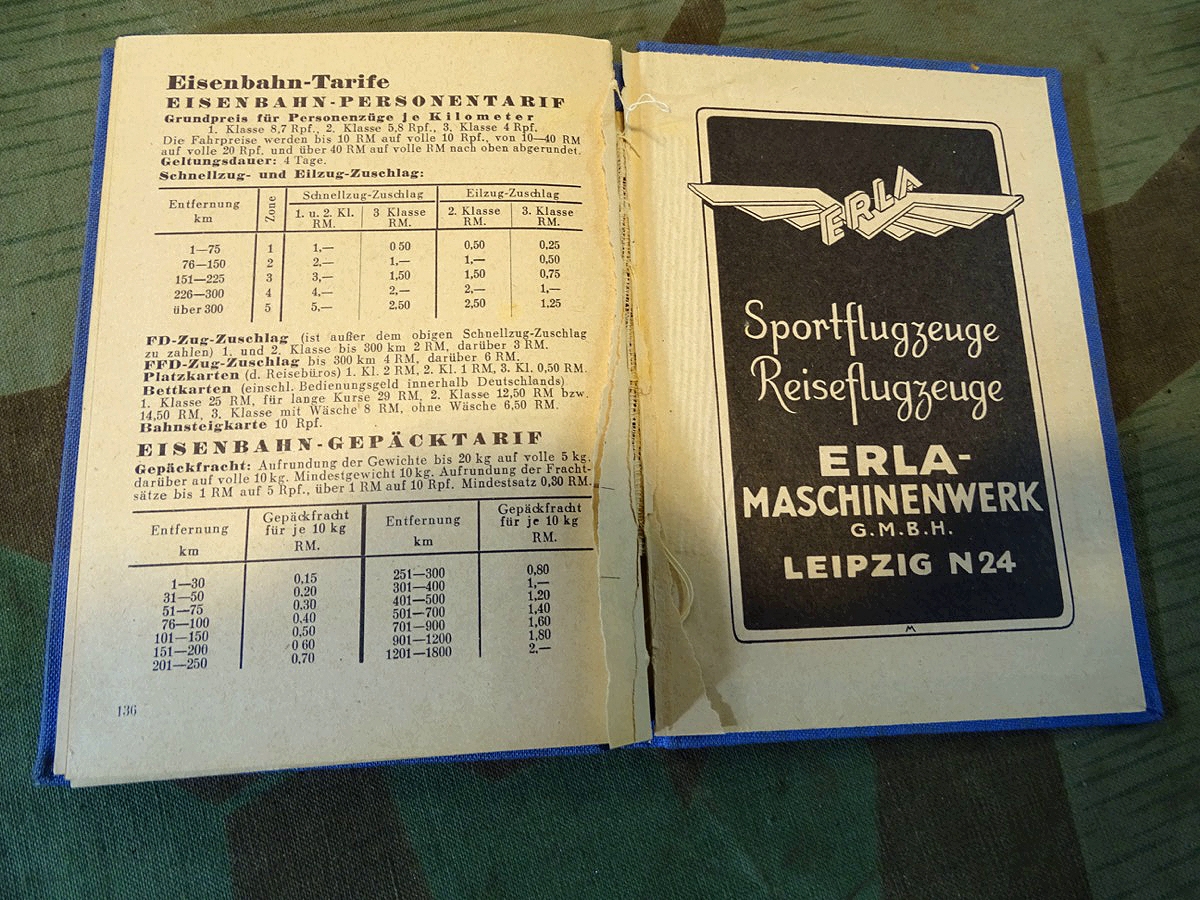 Eisenbahn-Tarife
EISENBAHN-PERSONENTARIF
Grundpreis für Personenzüge je Kilometer
1. Klasse 8,7 Rpf., 2. Klasse 5,8 Rpf., 3. Klasse 4 Rpf.
Die Fahrpreise werden bis 10 RM auf volle 10 Rpf., von 10—40 RM
auf volle 20 Rpf. und über 40 RM auf volle RM nach oben abgerundet.
Geltungsdauer: 4 Tage.
Schnellzug- und Eilzug-Zuschlag:
Entfernung km Zone Schnellzug-Zuschlag Eilzug-Zuschlag
1. u. 2. Kl. RM. 3 Klasse RM. 2. Klasse RM. 3. Klasse RM.
1—75 1 1,— 0 50 0,50 0,25
76—150 2 2,— 1,— 1,— 0,50
151—225 3 3,— 1,50 1,50 0,75
226—300 4 4,— 2,— 2,— 1,—
über 300 5 5,— 2.50 2,50 1,25
FD-Zug-Zuschlag (ist außer dem obigen Schnellzug-Zuschlag
zu zahlen) 1. und 2. Klasse bis 300 km 2 RM, darüber 3 RM.
FFD-Zug-Zuschlag bis 300 km 4 RM, darüber 6 RM.
Platzkarten (d. Reisebüros) 1. Kl. 2 RM, 2. Kl. 1 RM, 3. Kl. 0,50 RM.
Bettkarten (einschl. Bedienungsgeld innerhalb Deutschlands)
1. Klasse 25 RM, für lange Kurse 29 RM, 2. Klasse 12,50 RM bzw.
14,50 RM, 3. Klasse mit Wäsche 8 RM, ohne Wäsche 6,50 RM.
Bahnsteigkarte 10 Rpf.
EISENBAHN-GEPÄCKTARIF
Gepäckfracht: Aufrundung der Gewichte bis 20 kg auf volle 5 kg.
darüber auf volle 10 kg. Mindestgewicht 10 kg. Aufrundung der Fracht-
sätze bis 1 RM auf 5 Rpf., über 1 RM auf 10 Rpf. Mindestsatz 0,30 RM.
Entfernung km Gepäckfracht für je 10 kg RM. Entfernung km Gepäckfracht für je 10 kg RM.
1—30 0,15 251—300 0,80
31—50 0.20 301—400 1,—
51—75 0.30 401—500 1,20
76—100 0.40 501—700 1,40
101—150 0.50 701—900 1,60
151—200 0 60 901—1200 1,80
201—250 0.70 1201—1800 2.—
136
ERLA
Sportflugzeuge
Reiseflugzeuge
ERLA-
MASCHINENWERK
G.M.B.H.
LEIPZIG N24
M